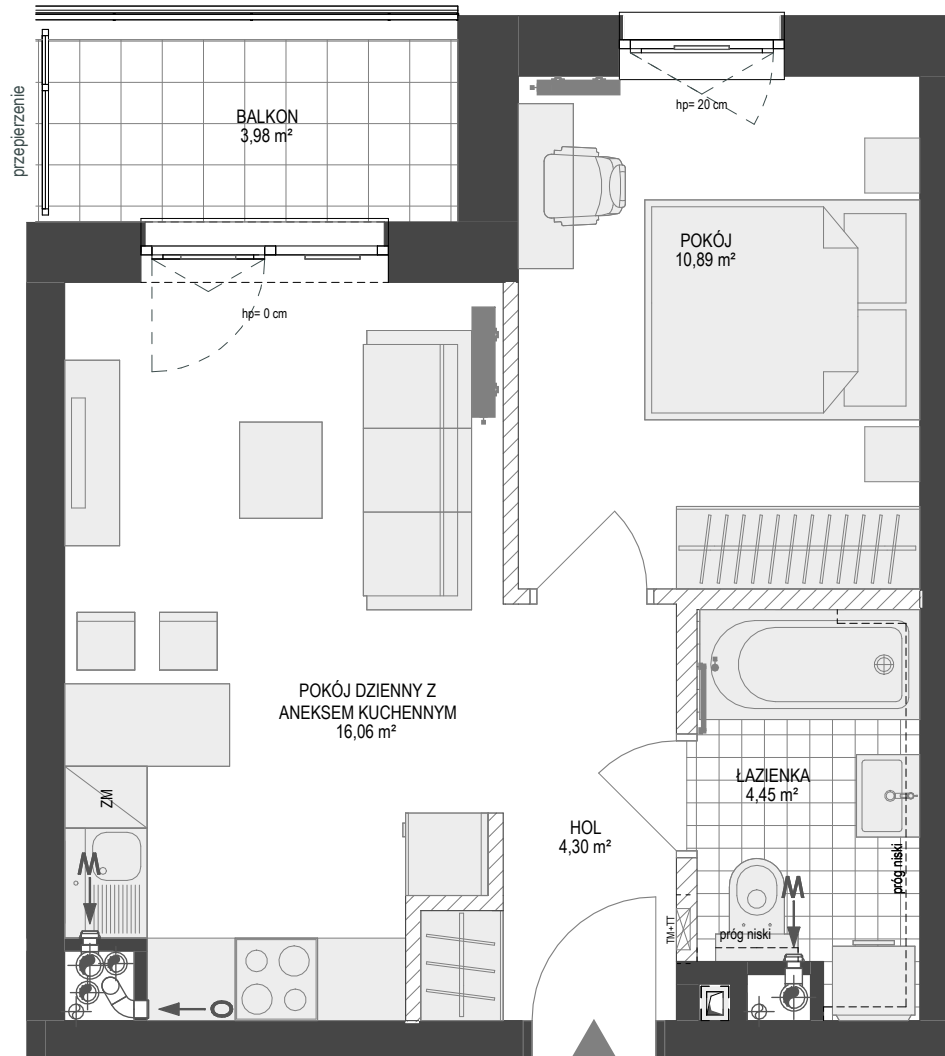 przepierzenie
BALKON
3,98 m²
hp= 20 cm
POKÓJ
10,89 m²
hp= 0 cm
POKÓJ DZIENNY Z
ANEKSEM KUCHENNYM
16,06 m²
ZM
ŁAZIENKA
4,45 m²
HOL
4,30 m²
próg niski
M
M
TM+TT
próg niski
O